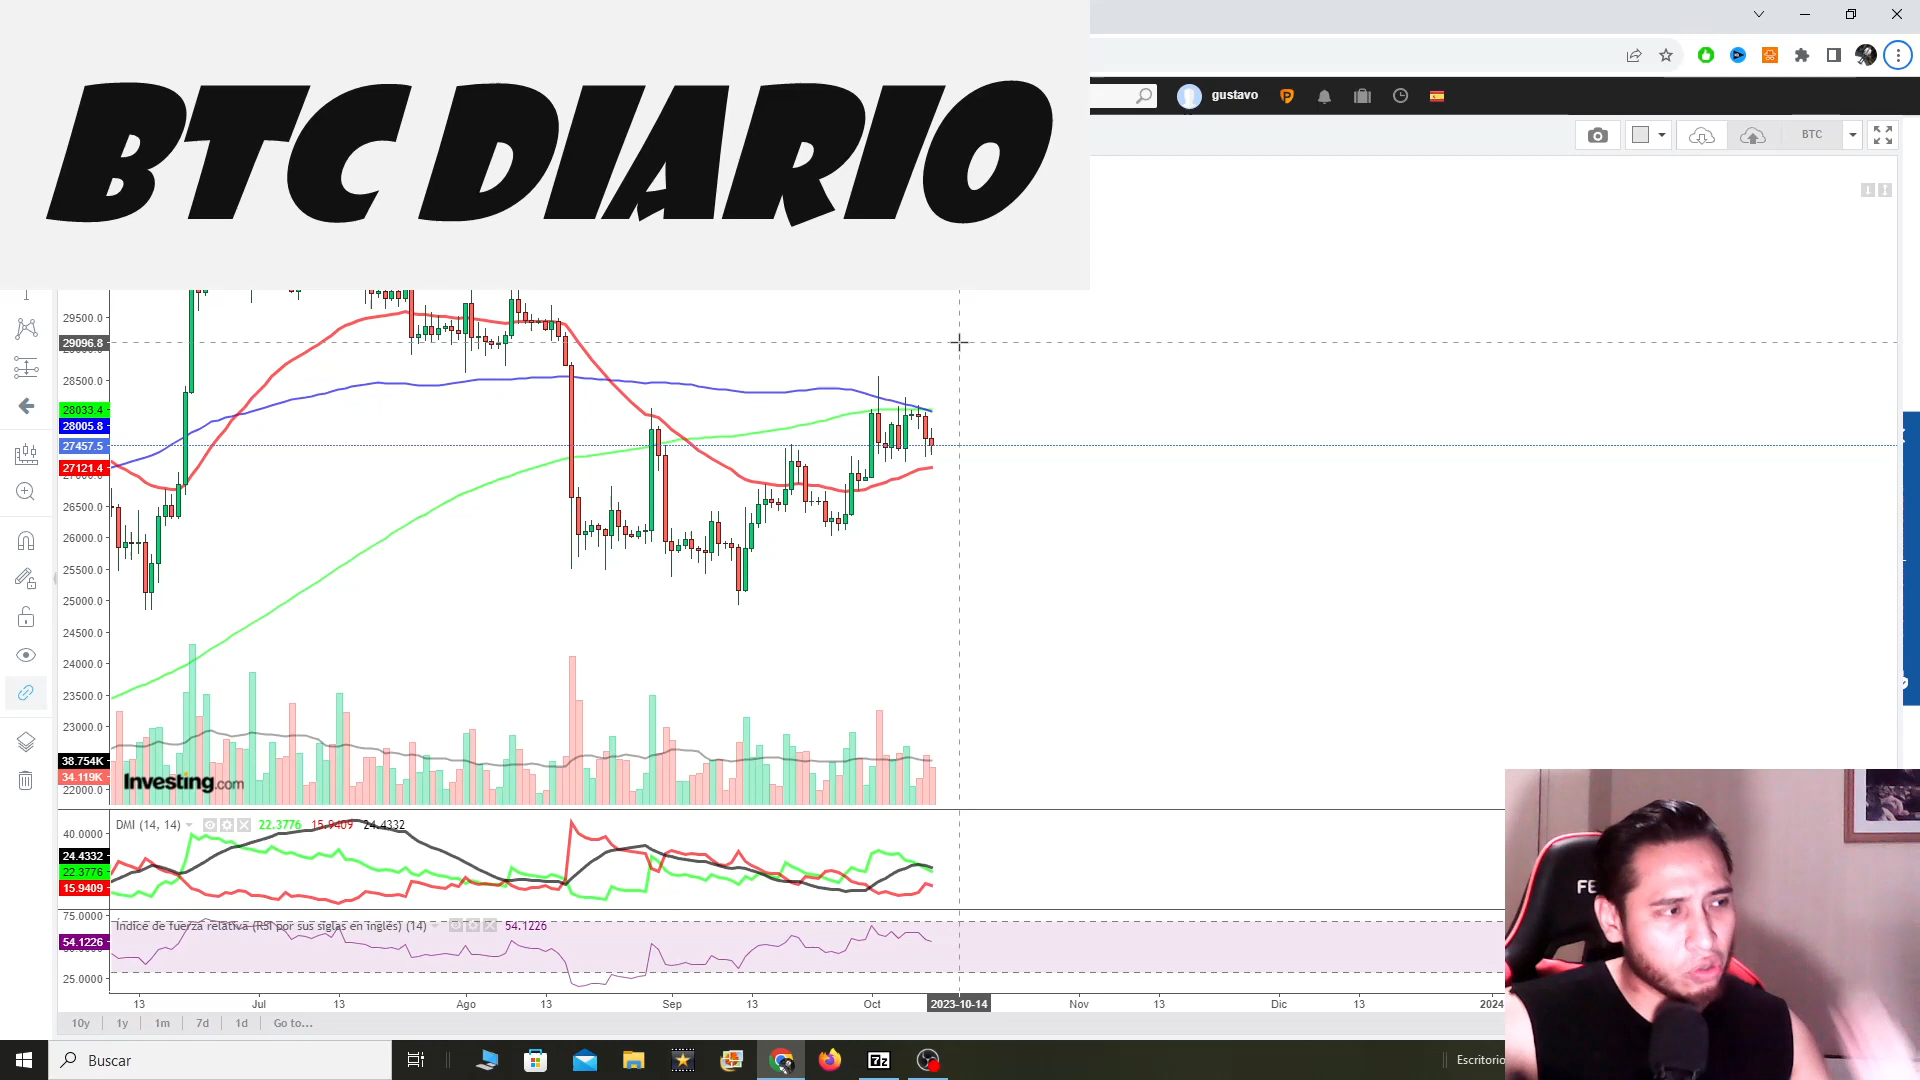 BTC DIARIO
gustavo
BTC
29500.0
29096.8
28500.0
28033.4
28005.8
27457.5
27121.4
27000.0
26500.0
26000.0
25500.0
25000.0
24500.0
24000.0
23500.0
23000.0
38.754K
34.119K
22000.0
Investing.com
DMI (14, 14) 22.3776 15.9409 24.4332
40.0000
24.4332
22.3776
15.9409
75.0000
Índice de fuerza relativa (RSI por sus siglas en inglés) (14) 54.1226
54.1226
25.0000
13 Jul 13 Ago 13 Sep 13 Oct 2023-10-14 Nov 13 Dic 13 2024
10y 1y 1m 7d 1d Go to...
FE
Buscar
7z
Escritorio